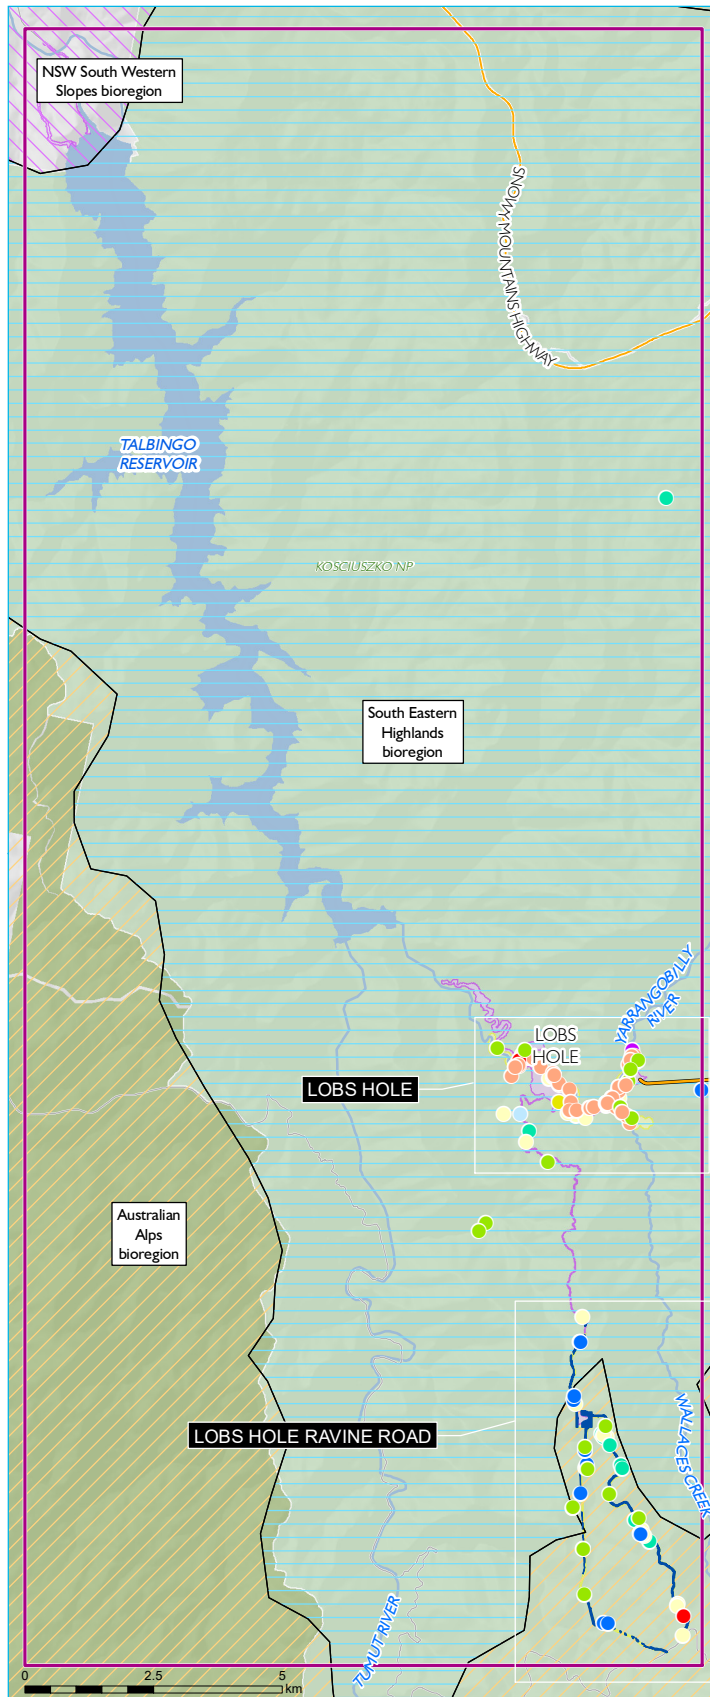 NSW South Western
Slopes bioregion
SNOWY MOUNTAINS HIGHWAY
TALBINGO
RESERVOIR
KOSCIUSZKO NP
South Eastern
Highlands
bioregion
YARRANGOBILLY
RIVER
LOBS
HOLE
LOBS HOLE
Australian
Alps
bioregion
WALLACES CREEK
LOBS HOLE RAVINE ROAD
TUMUT RIVER
0 2.5 5
km